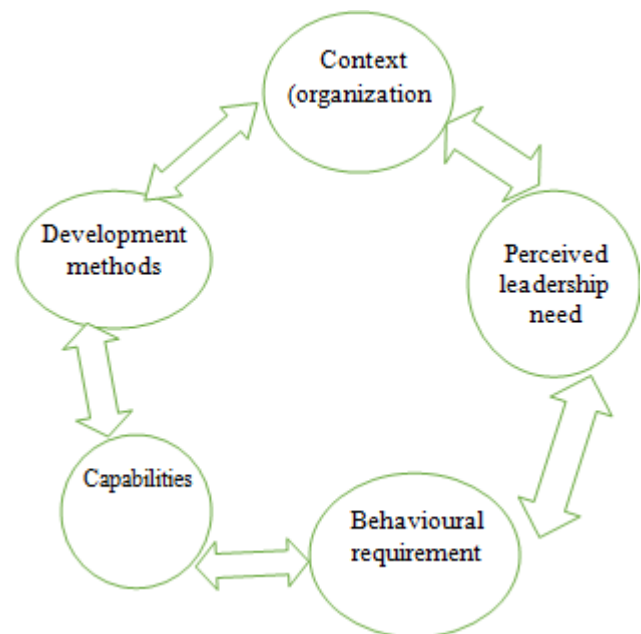 Context
(organization
Perceived
leadership
need
Behavioural
requirement
Capabilities
Development
methods